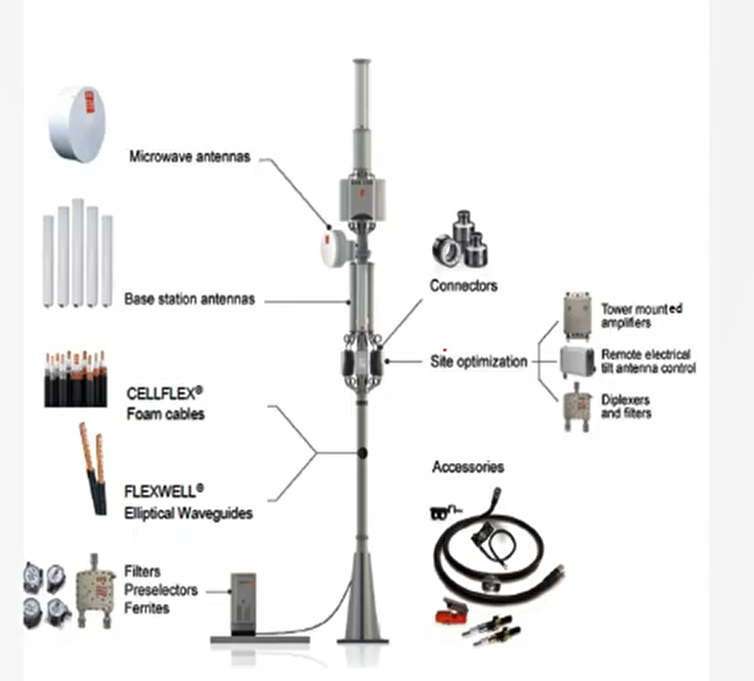 Microwave antennas
Base station antennas
CELLFLEX®
Foam cables
FLEXWELL®
Elliptical Waveguides
Filters
Preselectors
Ferrites
Connectors
Site optimization
Tower mounted
amplifiers
Remote electrical
tilt antenna control
Diplexers
and filters
Accessories